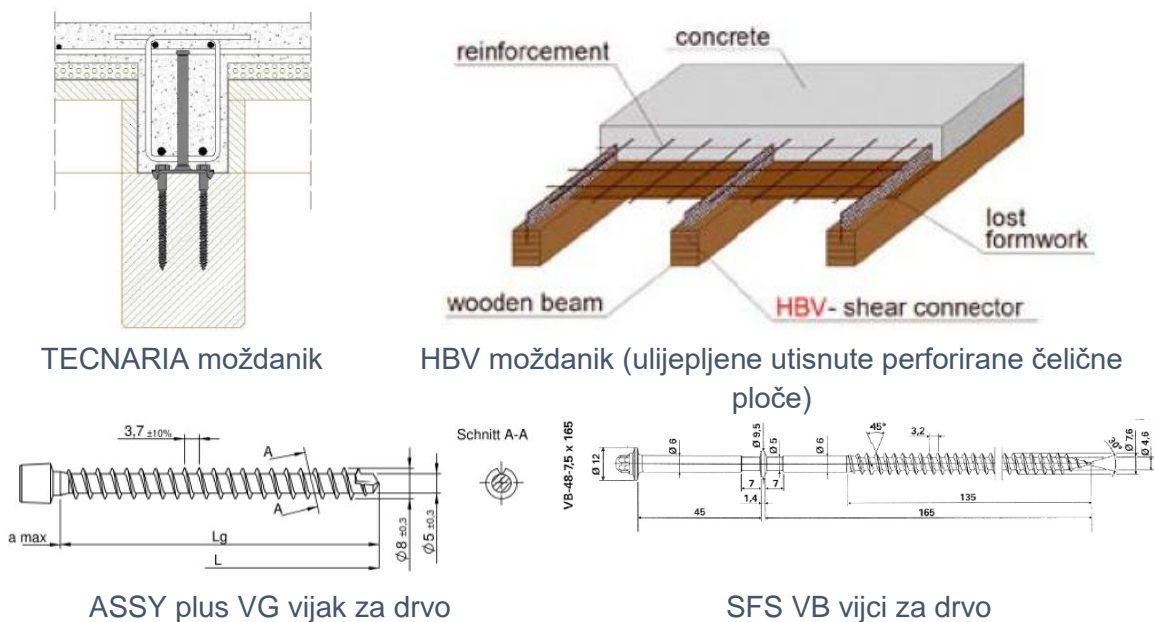 reinforcement
concrete
lost
formwork
wooden beam
HBV- shear connector
TECNARIA moždanik
HBV moždanik (ulijepljene utisnute perforirane čelične
ploče)
3,7 ±10%
A
Schnitt A-A
A
a max
Lg
L
Ø8 ±0,3
Ø5 ±0,3
VB-48-7,5 x 165
Ø 12
Ø 6
Ø 9,5
Ø 5
Ø 6
45°
3,2
30°
Ø 7,6
Ø 4,6
7
7
1,4
135
45
165
ASSY plus VG vijak za drvo
SFS VB vijci za drvo